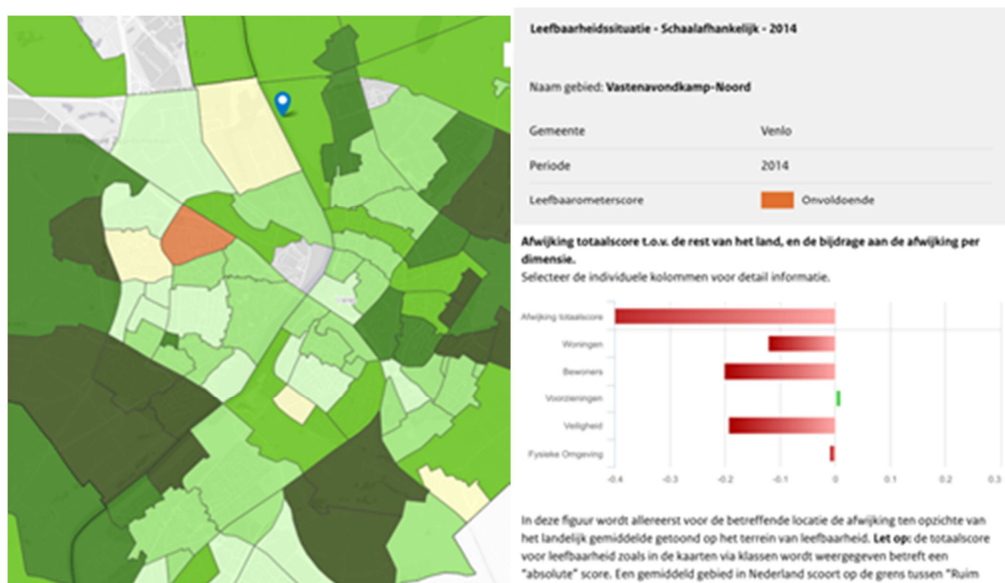 Leefbaarheidssituatie - Schaalafhankelijk - 2014
Naam gebied: Vastenavondkamp-Noord
Gemeente Venlo
Periode 2014
Leefbaarometerscore Onvoldoende
Afwijking totaalscore t.o.v. de rest van het land, en de bijdrage aan de afwijking per
dimensie.
Selecteer de individuele kolommen voor detail informatie.
Afwijking totaalscore
Woningen
Bewoners
Voorzieningen
Veiligheid
Fysieke Omgeving
-0.4 -0.3 -0.2 -0.1 0 0.1 0.2 0.3
In deze figuur wordt allereerst voor de betreffende locatie de afwijking ten opzichte van
het landelijk gemiddelde getoond op het terrein van leefbaarheid. Let op: de totaalscore
voor leefbaarheid zoals in de kaarten via klassen wordt weergegeven betreft een
"absolute" score. Een gemiddeld gebied in Nederland scoort op de grens tussen "Ruim